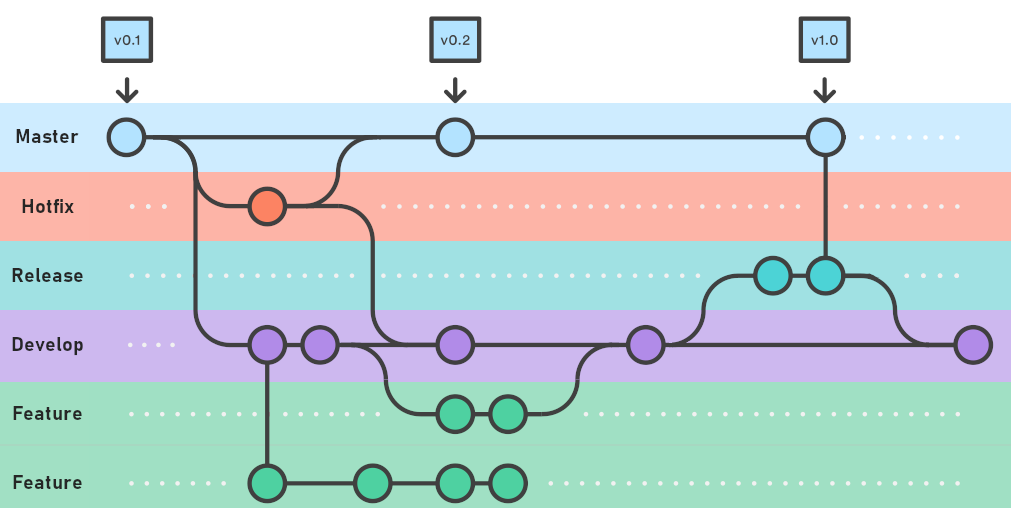 v0.1
v0.2
v1.0
Master
Hotfix
Release
Develop
Feature
Feature